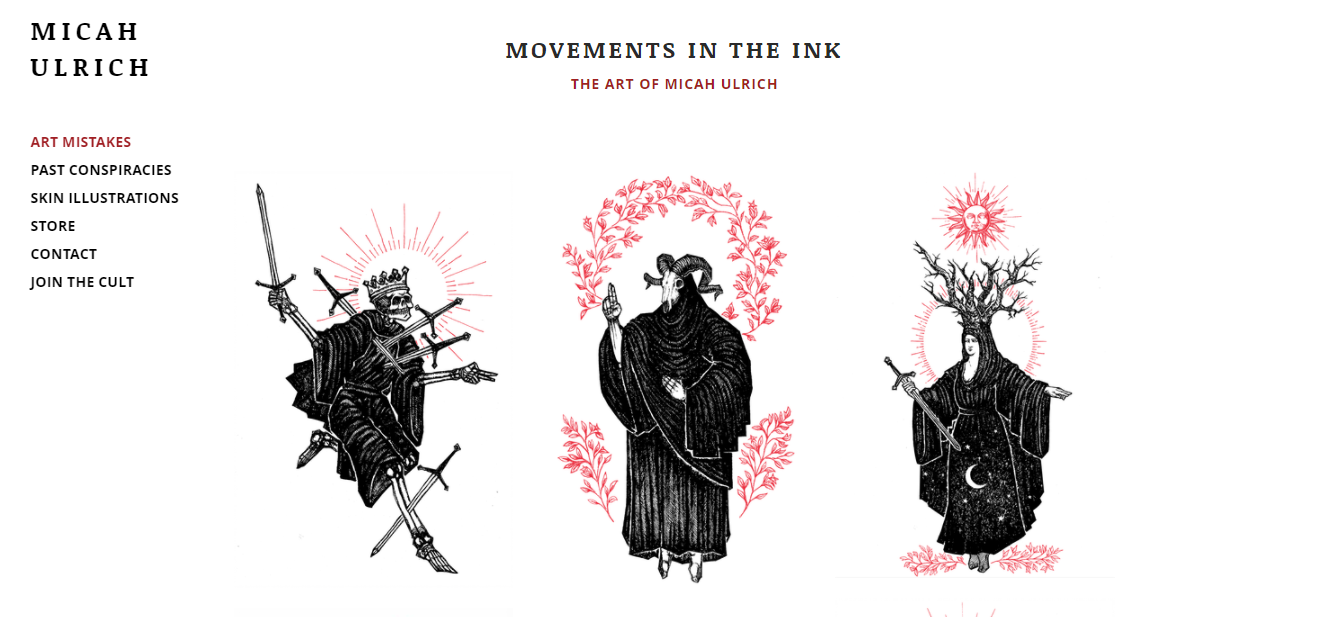 MICAH
ULRICH
MOVEMENTS IN THE INK
THE ART OF MICAH ULRICH
ART MISTAKES
PAST CONSPIRACIES
SKIN ILLUSTRATIONS
STORE
CONTACT
JOIN THE CULT